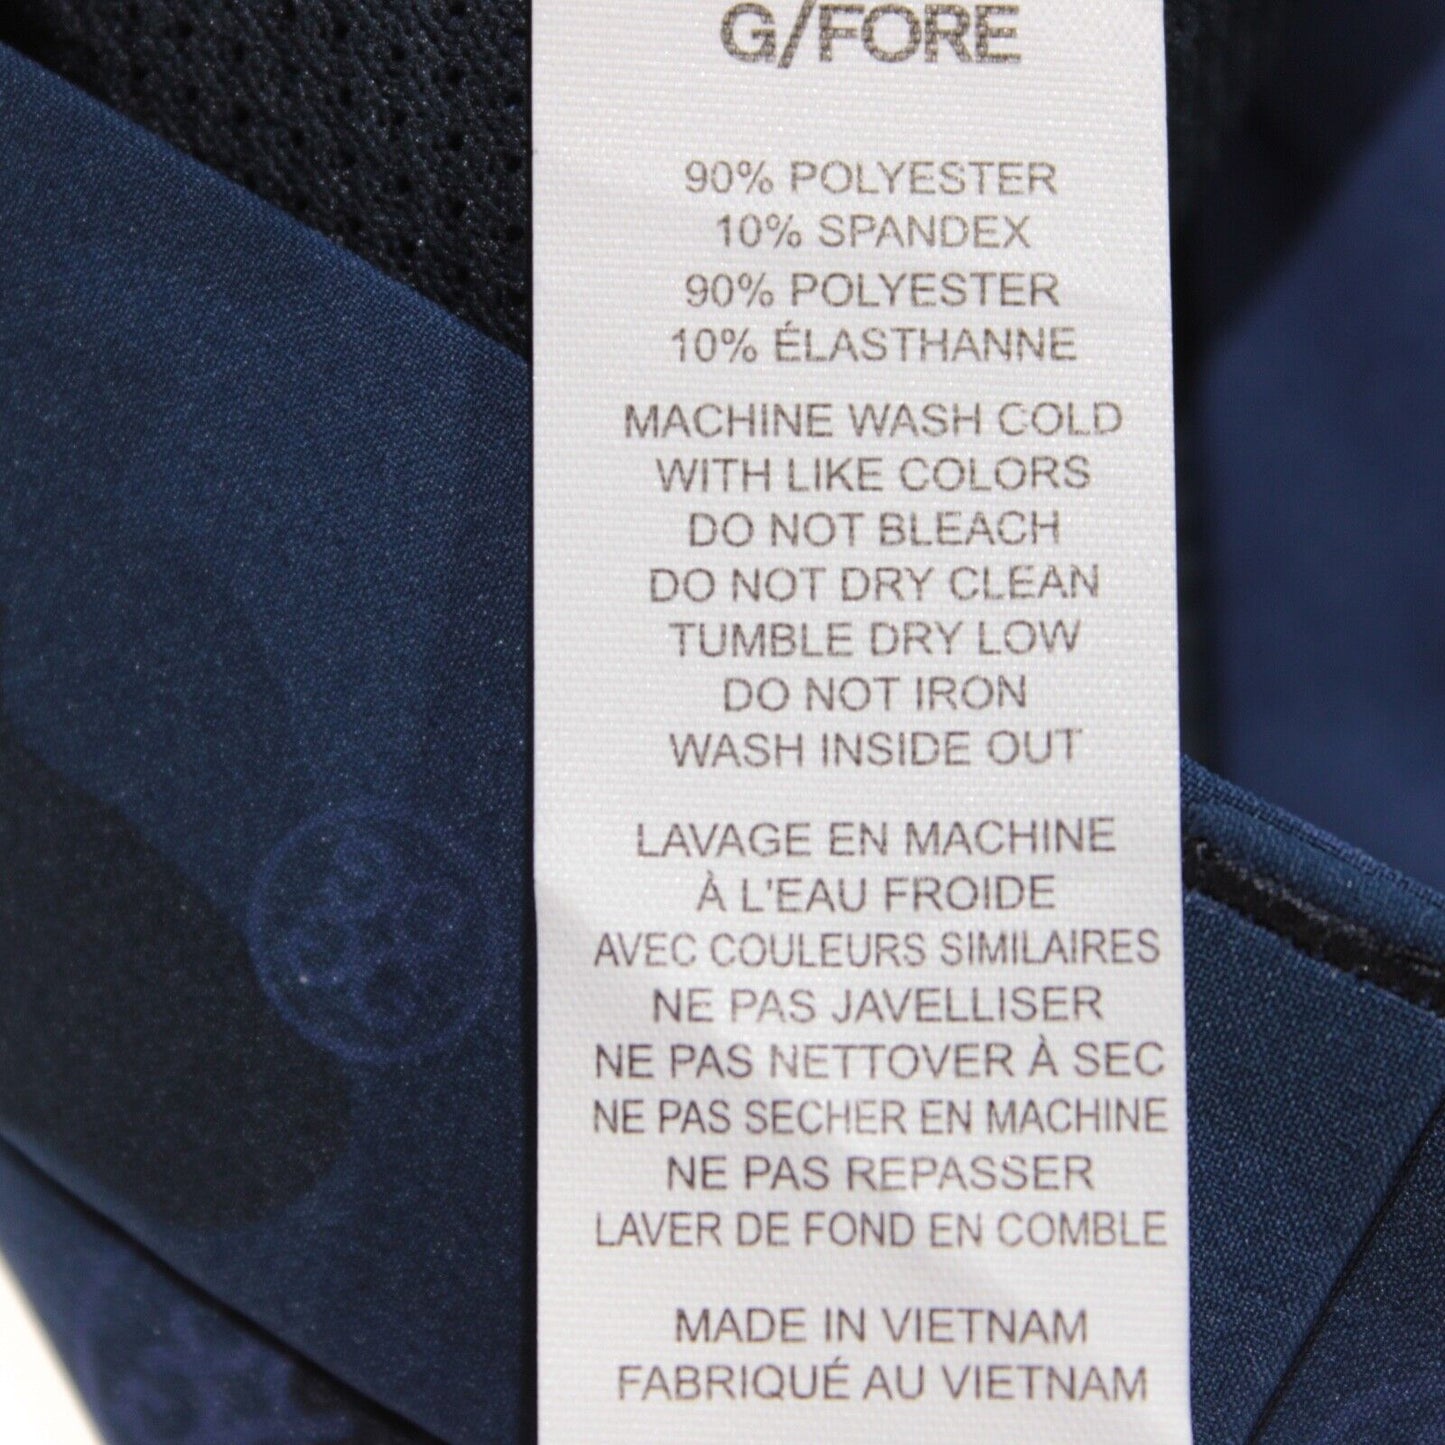 G/FORE
90% POLYESTER
10% SPANDEX
90% POLYESTER
10% ÉLASTHANNE
MACHINE WASH COLD
WITH LIKE COLORS
DO NOT BLEACH
DO NOT DRY CLEAN
TUMBLE DRY LOW
DO NOT IRON
WASH INSIDE OUT
LAVAGE EN MACHINE
À L'EAU FROIDE
AVEC COULEURS SIMILAIRES
NE PAS JAVELLISER
NE PAS NETTOVER À SEC
NE PAS SECHER EN MACHINE
NE PAS REPASSER
LAVER DE FOND EN COMBLE
MADE IN VIETNAM
FABRIQUÉ AU VIETNAM